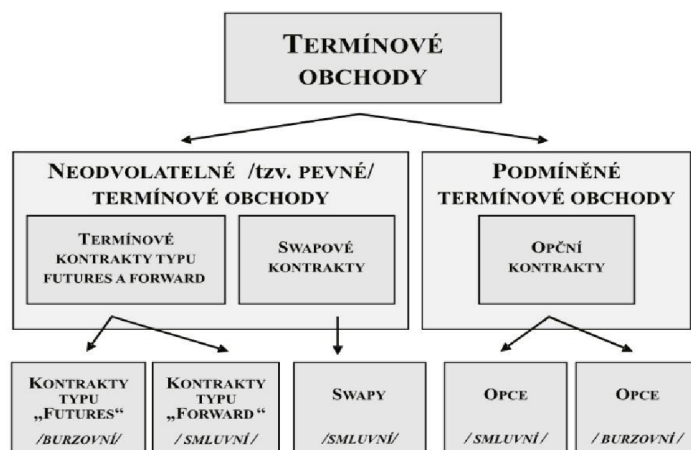 TERMÍNOVÉ
OBCHODY
NEODVOLATELNÉ /tzv. PEVNÉ/
TERMÍNOVÉ OBCHODY
TERMÍNOVÉ
KONTRAKTY TYPU
FUTURES A FORWARD
SWAPOVÉ
KONTRAKTY
PODMÍNĚNÉ
TERMÍNOVÉ OBCHODY
OPČNÍ
KONTRAKTY
KONTRAKTY
TYPU
„FUTURES“
/BURZOVNÍ/
KONTRAKTY
TYPU
„FORWARD“
/ SMLUVNÍ /
SWAPY
/SMLUVNÍ/
OPCE
/ SMLUVNÍ /
OPCE
/ BURZOVNÍ /